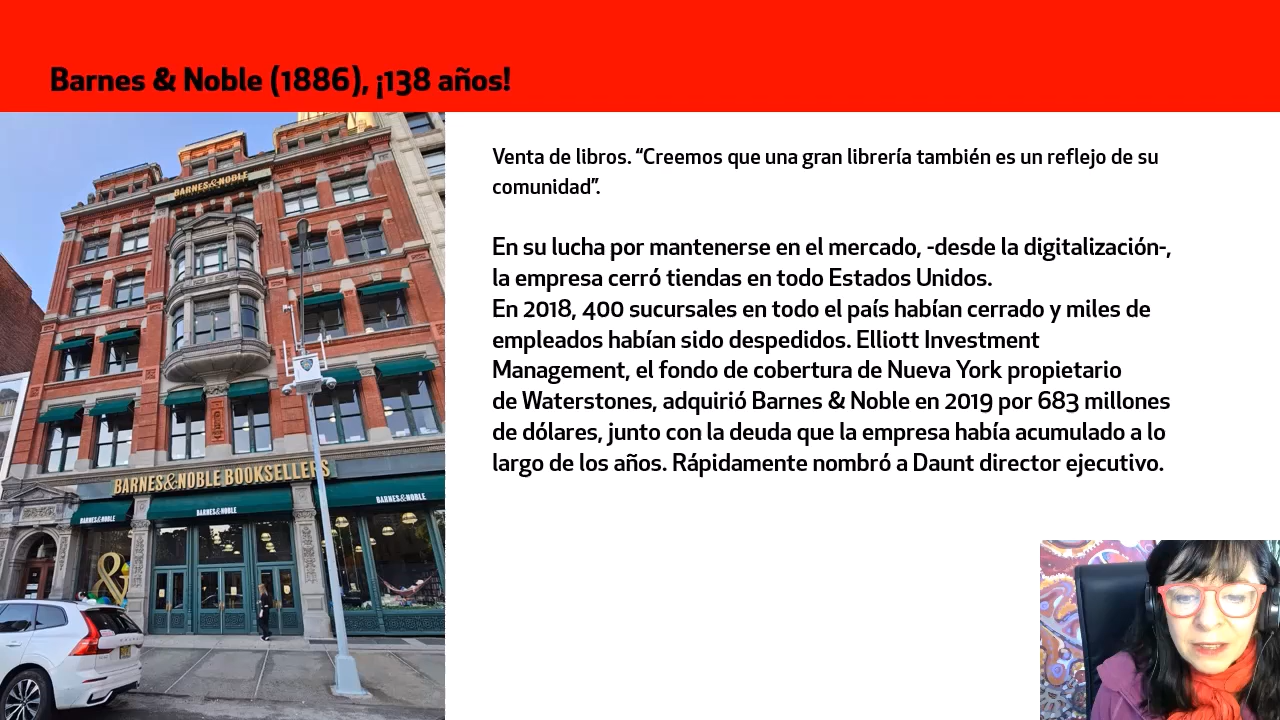 Barnes & Noble (1886), ¡138 años!
BARNES & NOBLE
BARNES & NOBLE BOOKSELLERS
BARNES & NOBLE
BARNES & NOBLE
BARNES & NOBLE
&
Venta de libros. “Creemos que una gran librería también es un reflejo de su
comunidad”.
En su lucha por mantenerse en el mercado, -desde la digitalización-,
la empresa cerró tiendas en todo Estados Unidos.
En 2018, 400 sucursales en todo el país habían cerrado y miles de
empleados habían sido despedidos. Elliott Investment
Management, el fondo de cobertura de Nueva York propietario
de Waterstones, adquirió Barnes & Noble en 2019 por 683 millones
de dólares, junto con la deuda que la empresa había acumulado a lo
largo de los años. Rápidamente nombró a Daunt director ejecutivo.